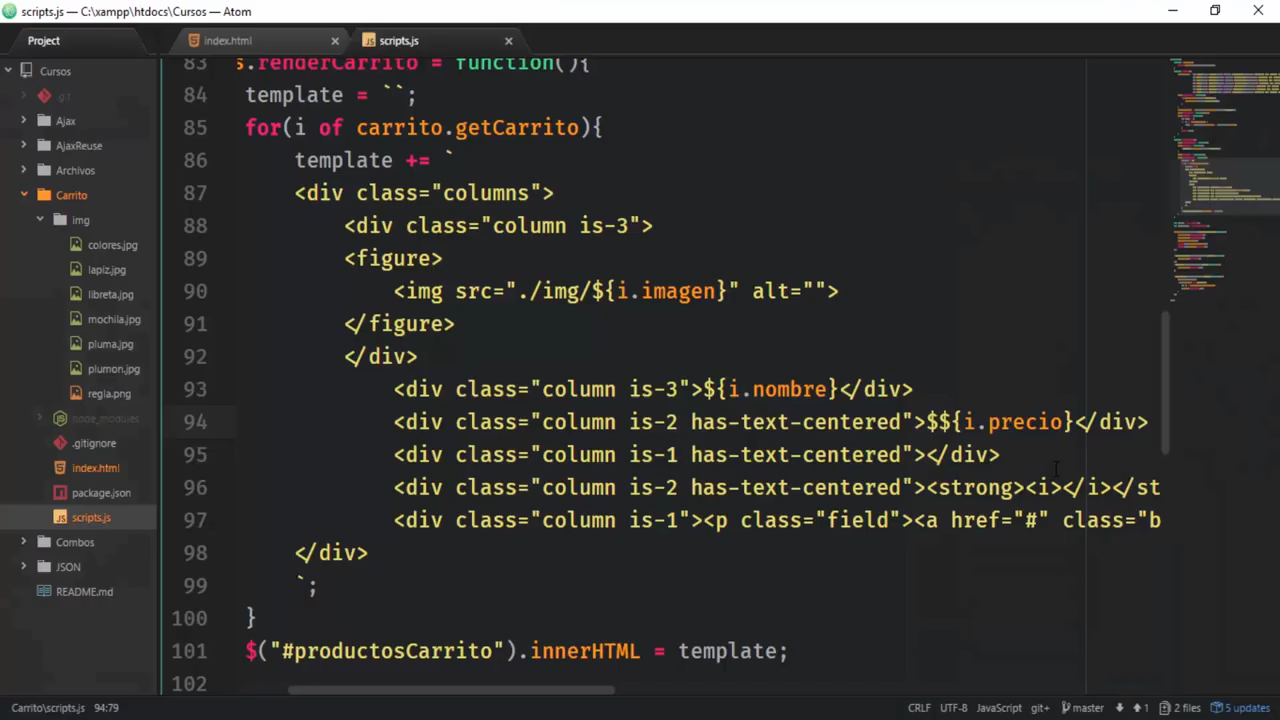 scripts.js — C:\xampp\htdocs\Cursos — Atom
Project
index.html
scripts.js
Cursos
.git
Ajax
AjaxReuse
Archivos
Carrito
img
colores.jpg
lapiz.jpg
libreta.jpg
mochila.jpg
pluma.jpg
plumon.jpg
regla.png
node_modules
.gitignore
index.html
package.json
scripts.js
Combos
JSON
README.md
83 s.renderCarrito = function(){
84 template = ``;
85 for(i of carrito.getCarrito){
86 template += `
87 <div class="columns">
88 <div class="column is-3">
89 <figure>
90 <img src="./img/${i.imagen}" alt="">
91 </figure>
92 </div>
93 <div class="column is-3">${i.nombre}</div>
94 <div class="column is-2 has-text-centered">$${i.precio}</div>
95 <div class="column is-1 has-text-centered"></div>
96 <div class="column is-2 has-text-centered"><strong><i></i></st
97 <div class="column is-1"><p class="field"><a href="#" class="b
98 </div>
99 `;
100 }
101 $("#productosCarrito").innerHTML = template;
102
Carrito\scripts.js 94:79 CRLF UTF-8 JavaScript git+ master 1 2 files 5 updates